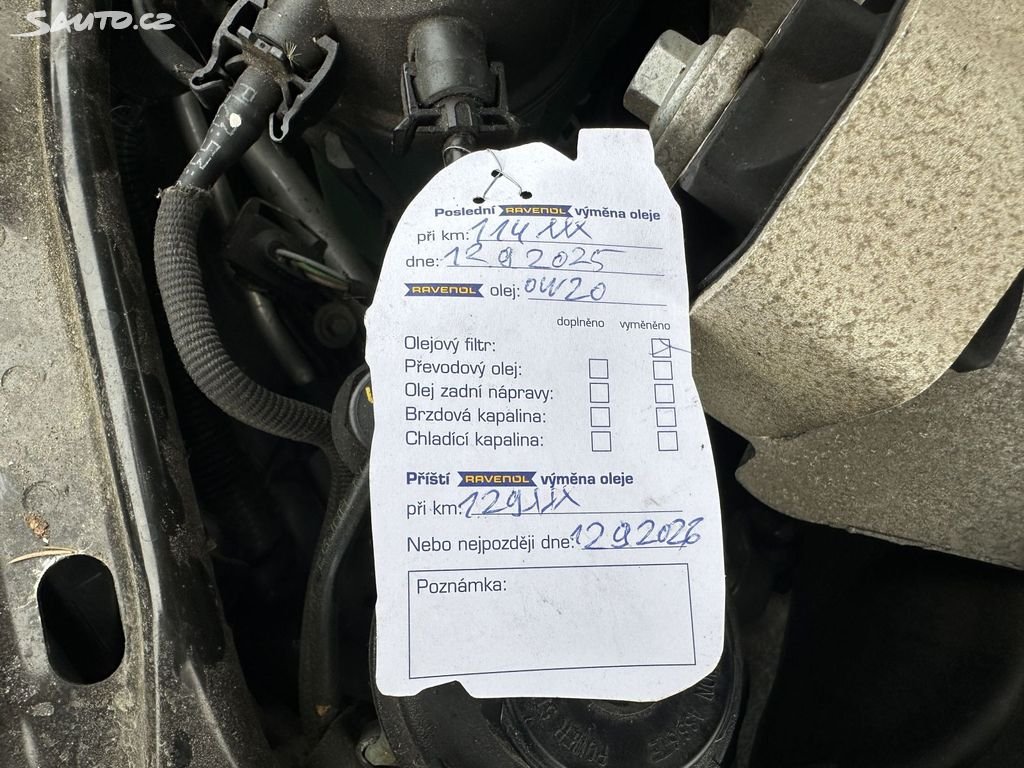 SAUTO.CZ
Poslední RAVENOL výměna oleje
při km: 114 xxx
dne: 12 9 2025
RAVENOL olej: 0W20
doplněno vyměněno
Olejový filtr:
Převodový olej:
Olej zadní nápravy:
Brzdová kapalina:
Chladící kapalina:
Příští RAVENOL výměna oleje
při km: 129xxx
Nebo nejpozději dne: 12 9 2026
Poznámka: